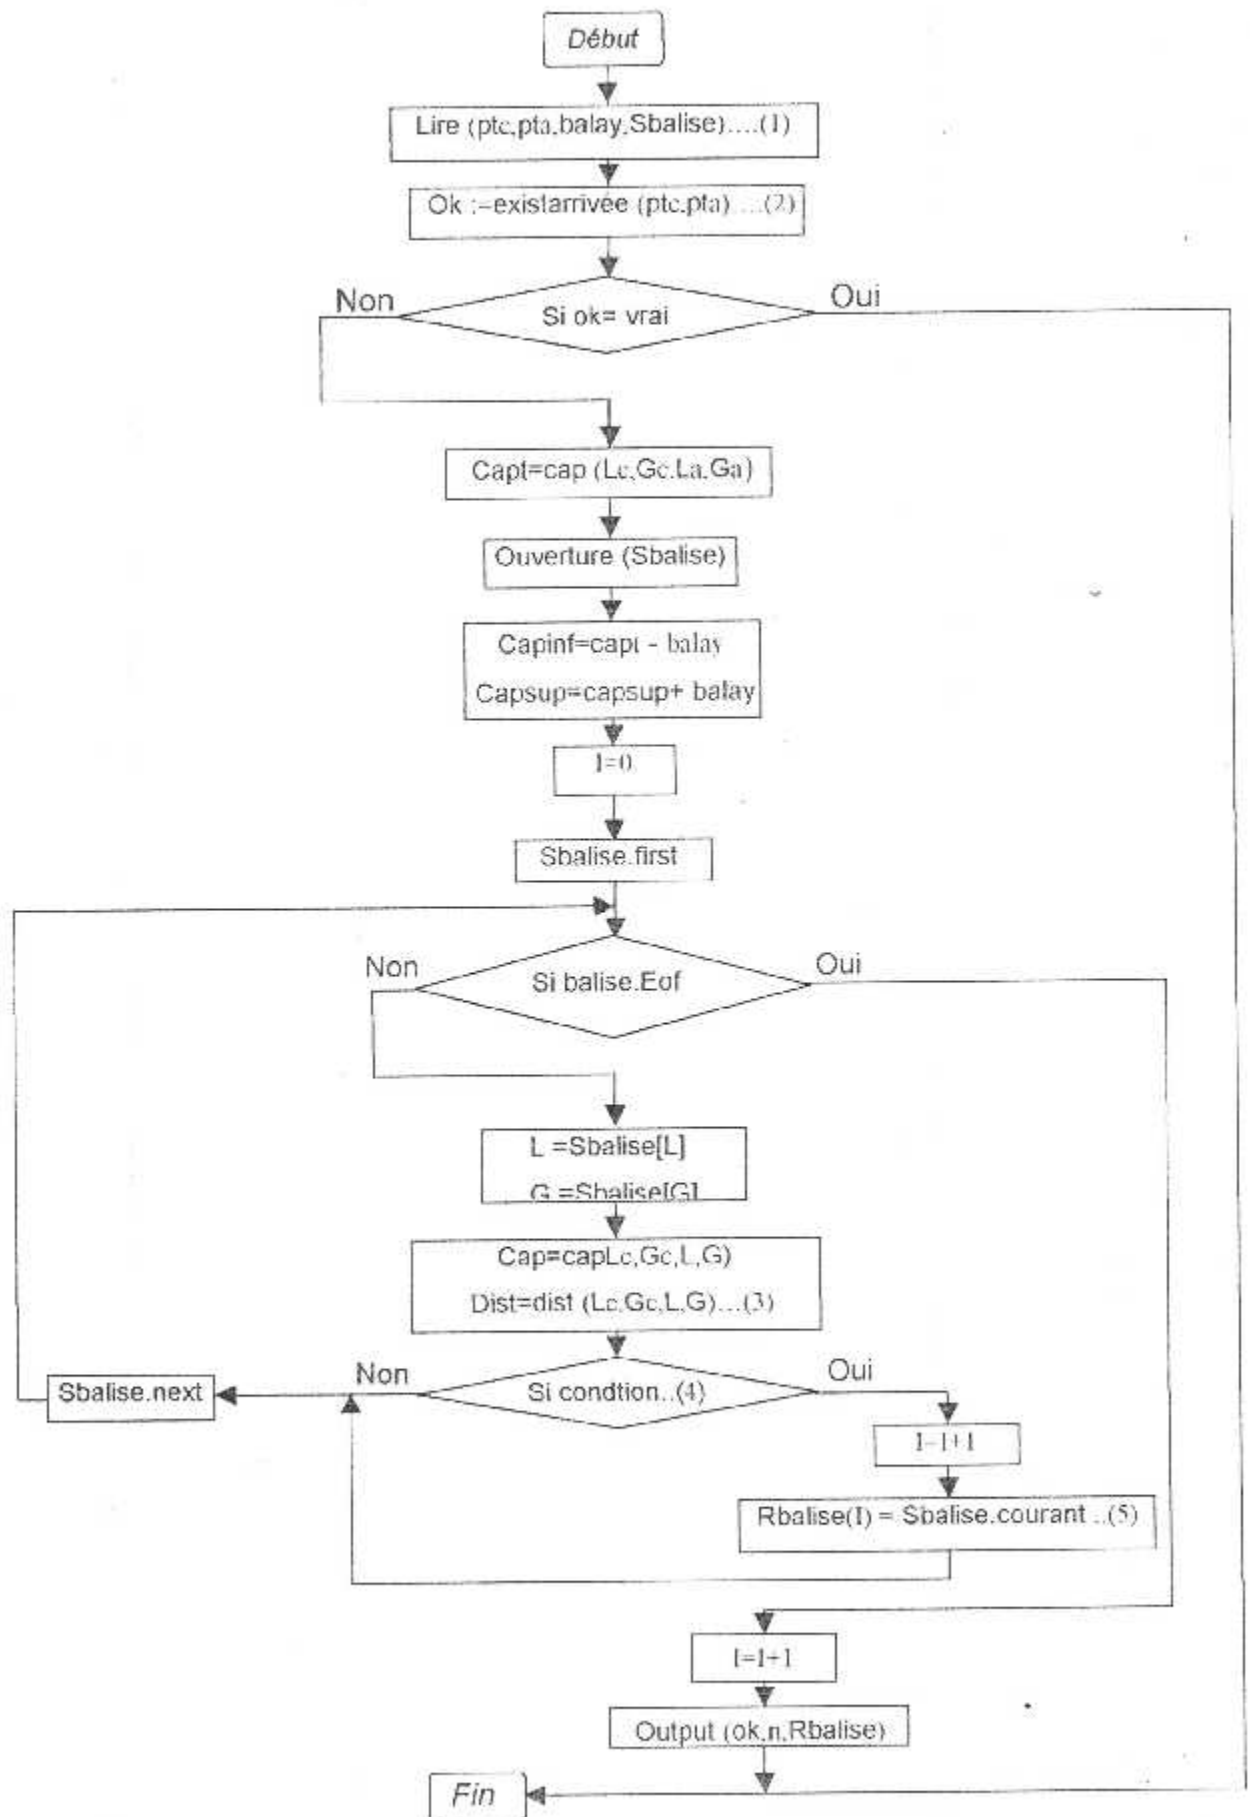 Début
Lire (ptc,pta,balay,Sbalise)....(1)
Ok :=existarrivée (ptc,pta)....(2)
Non
Oui
Si ok= vrai
Capt=cap (Lc,Gc,La,Ga)
Ouverture (Sbalise)
Capinf=capt - balay
Capsup=capsup+ balay
I=0
Sbalise.first
Non
Oui
Si balise.Eof
L =Sbalise[L]
G =Sbalise[G]
Cap=capLc,Gc,L,G)
Dist=dist (Lc,Gc,L,G)...(3)
Non
Oui
Sbalise.next
Si condtion..(4)
I=I+1
Rbalise(I) = Sbalise.courant ..(5)
I=I+1
Output (ok,n,Rbalise)
Fin